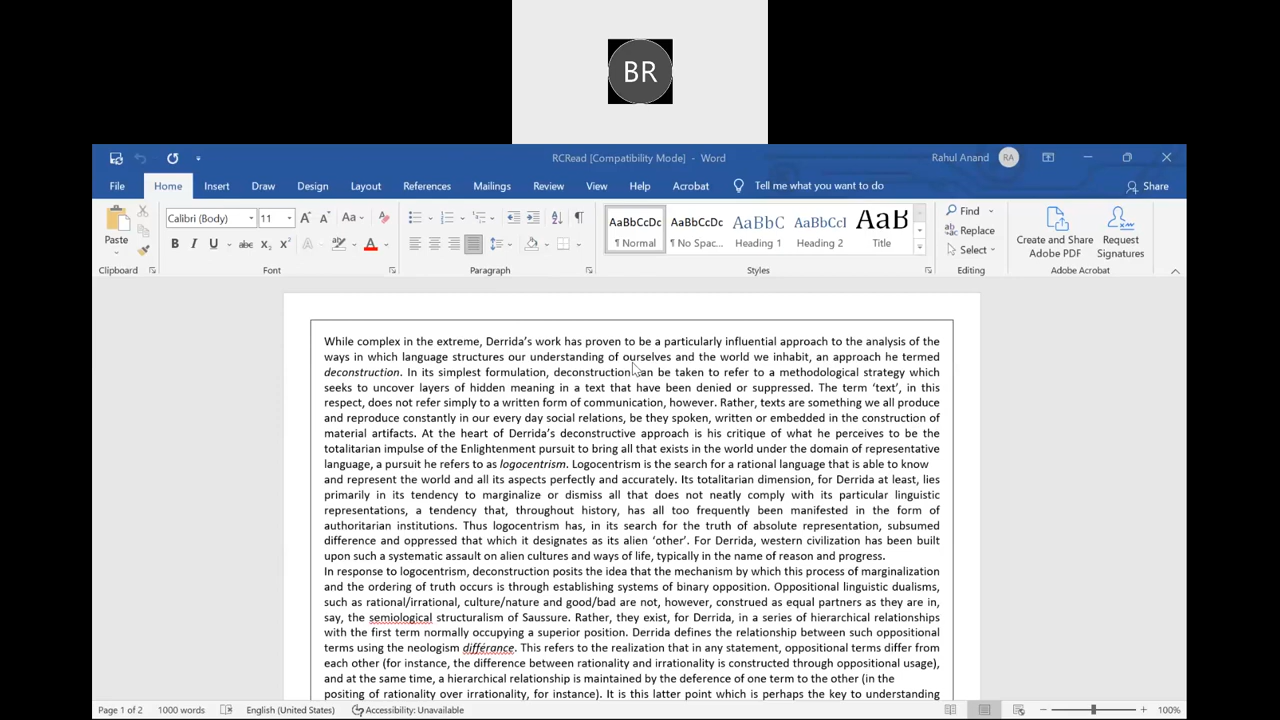 BR
RCRead [Compatibility Mode] - Word
Rahul Anand
RA
File Home Insert Draw Design Layout References Mailings Review View Help Acrobat Tell me what you want to do Share
Paste
Calibri (Body) 11
AaBbCcDc AaBbCcDc AaBbC AaBbCcI AaB
¶ Normal ¶ No Spac... Heading 1 Heading 2 Title
Find
Replace
Select
Create and Share Adobe PDF
Request Signatures
Clipboard Font Paragraph Styles Editing Adobe Acrobat
While complex in the extreme, Derrida's work has proven to be a particularly influential approach to the analysis of the
ways in which language structures our understanding of ourselves and the world we inhabit, an approach he termed
deconstruction. In its simplest formulation, deconstruction can be taken to refer to a methodological strategy which
seeks to uncover layers of hidden meaning in a text that have been denied or suppressed. The term 'text', in this
respect, does not refer simply to a written form of communication, however. Rather, texts are something we all produce
and reproduce constantly in our every day social relations, be they spoken, written or embedded in the construction of
material artifacts. At the heart of Derrida's deconstructive approach is his critique of what he perceives to be the
totalitarian impulse of the Enlightenment pursuit to bring all that exists in the world under the domain of representative
language, a pursuit he refers to as logocentrism. Logocentrism is the search for a rational language that is able to know
and represent the world and all its aspects perfectly and accurately. Its totalitarian dimension, for Derrida at least, lies
primarily in its tendency to marginalize or dismiss all that does not neatly comply with its particular linguistic
representations, a tendency that, throughout history, has all too frequently been manifested in the form of
authoritarian institutions. Thus logocentrism has, in its search for the truth of absolute representation, subsumed
difference and oppressed that which it designates as its alien 'other'. For Derrida, western civilization has been built
upon such a systematic assault on alien cultures and ways of life, typically in the name of reason and progress.
In response to logocentrism, deconstruction posits the idea that the mechanism by which this process of marginalization
and the ordering of truth occurs is through establishing systems of binary opposition. Oppositional linguistic dualisms,
such as rational/irrational, culture/nature and good/bad are not, however, construed as equal partners as they are in,
say, the semiological structuralism of Saussure. Rather, they exist, for Derrida, in a series of hierarchical relationships
with the first term normally occupying a superior position. Derrida defines the relationship between such oppositional
terms using the neologism différance. This refers to the realization that in any statement, oppositional terms differ from
each other (for instance, the difference between rationality and irrationality is constructed through oppositional usage),
and at the same time, a hierarchical relationship is maintained by the deference of one term to the other (in the
positing of rationality over irrationality, for instance). It is this latter point which is perhaps the key to understanding
Page 1 of 2 1000 words English (United States) Accessibility: Unavailable 100%